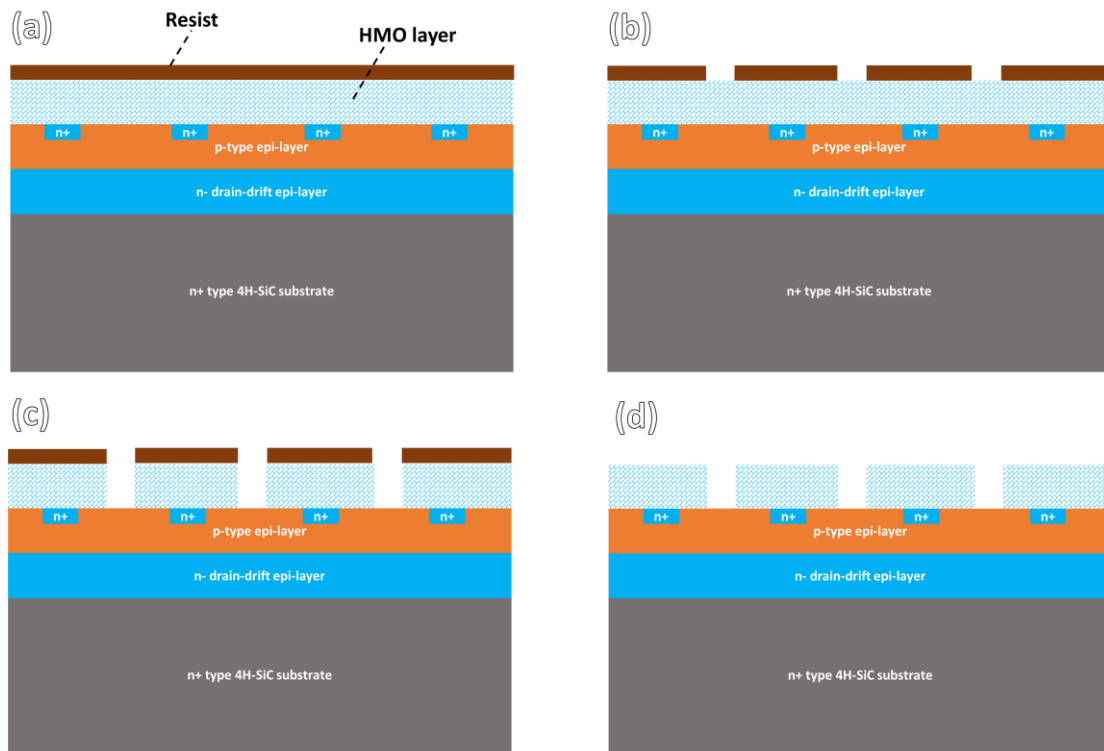 (a)
Resist
HMO layer
n+ n+ n+ n+
p-type epi-layer
n- drain-drift epi-layer
n+ type 4H-SiC substrate
(b)
n+ n+ n+ n+
p-type epi-layer
n- drain-drift epi-layer
n+ type 4H-SiC substrate
(c)
n+ n+ n+ n+
p-type epi-layer
n- drain-drift epi-layer
n+ type 4H-SiC substrate
(d)
n+ n+ n+ n+
p-type epi-layer
n- drain-drift epi-layer
n+ type 4H-SiC substrate